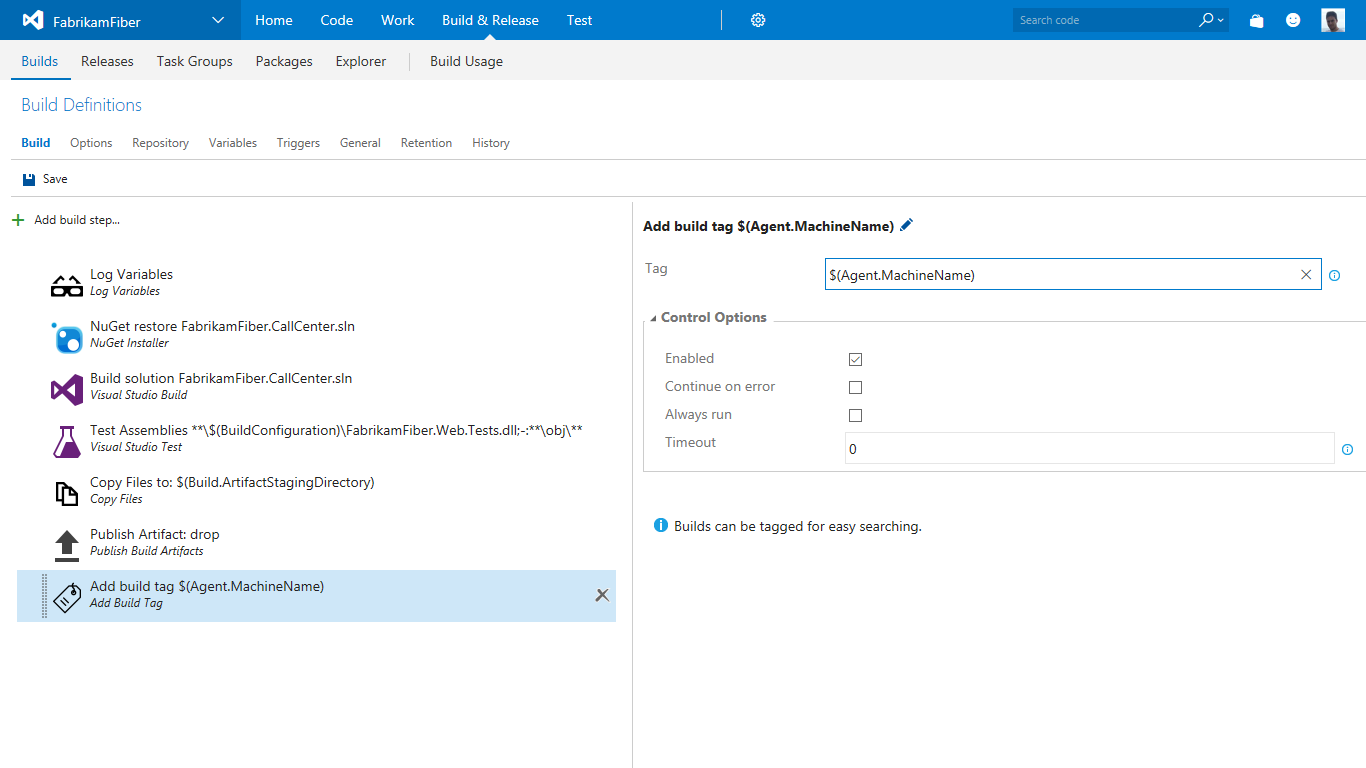 FabrikamFiber Home Code Work Build & Release Test Search code
Builds Releases Task Groups Packages Explorer Build Usage
Build Definitions
Build Options Repository Variables Triggers General Retention History
Save
Add build step...
Log Variables
Log Variables
NuGet restore FabrikamFiber.CallCenter.sln
NuGet Installer
Build solution FabrikamFiber.CallCenter.sln
Visual Studio Build
Test Assemblies **\$(BuildConfiguration)\FabrikamFiber.Web.Tests.dll;-:**\obj\**
Visual Studio Test
Copy Files to: $(Build.ArtifactStagingDirectory)
Copy Files
Publish Artifact: drop
Publish Build Artifacts
Add build tag $(Agent.MachineName)
Add Build Tag
Add build tag $(Agent.MachineName)
Tag $(Agent.MachineName)
Control Options
Enabled
Continue on error
Always run
Timeout 0
Builds can be tagged for easy searching.